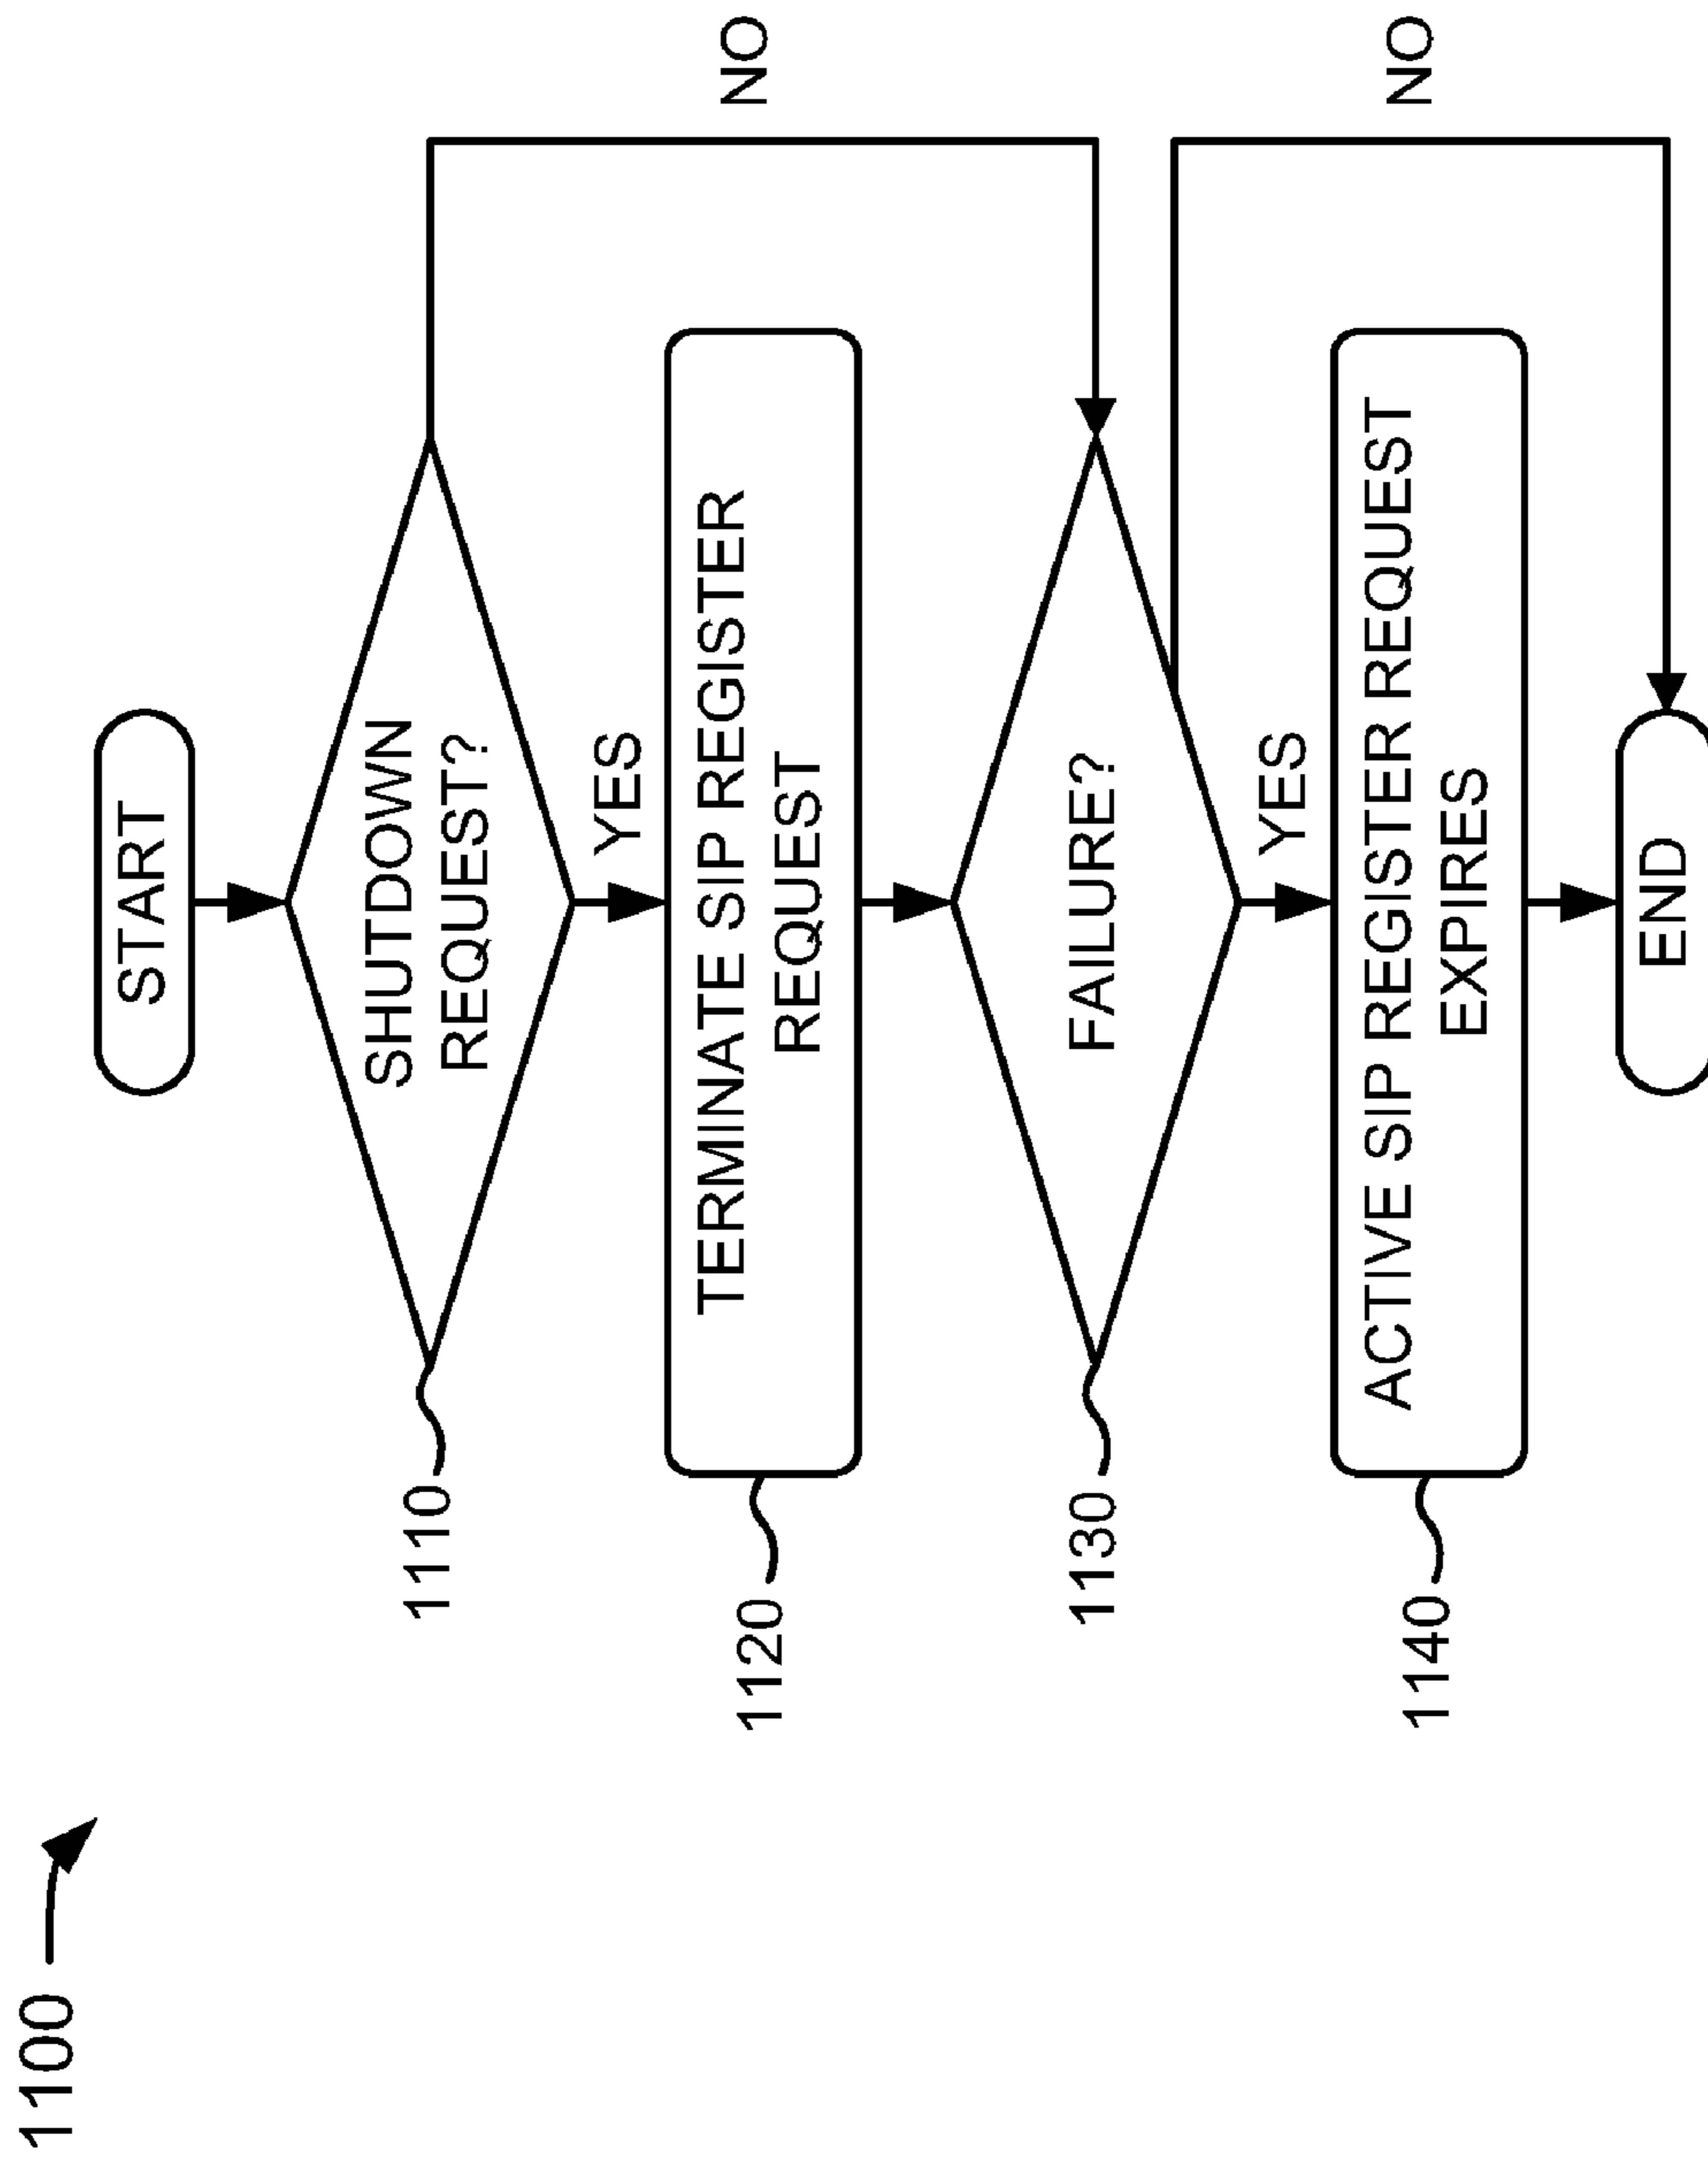 1100
START
1110
SHUTDOWN
REQUEST?
NO
YES
1120
TERMINATE SIP REGISTER
REQUEST
1130
FAILURE?
NO
YES
1140
ACTIVE SIP REGISTER REQUEST
EXPIRES
END